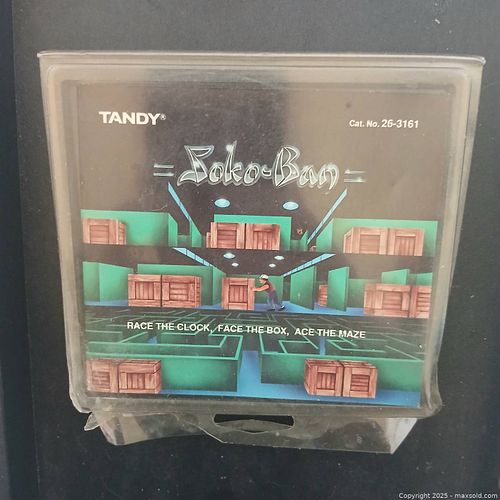 TANDY®
Cat. No. 26-3161
=Soko-Ban=
RACE THE CLOCK, FACE THE BOX, ACE THE MAZE
Copyright 2025 - maxsold.com